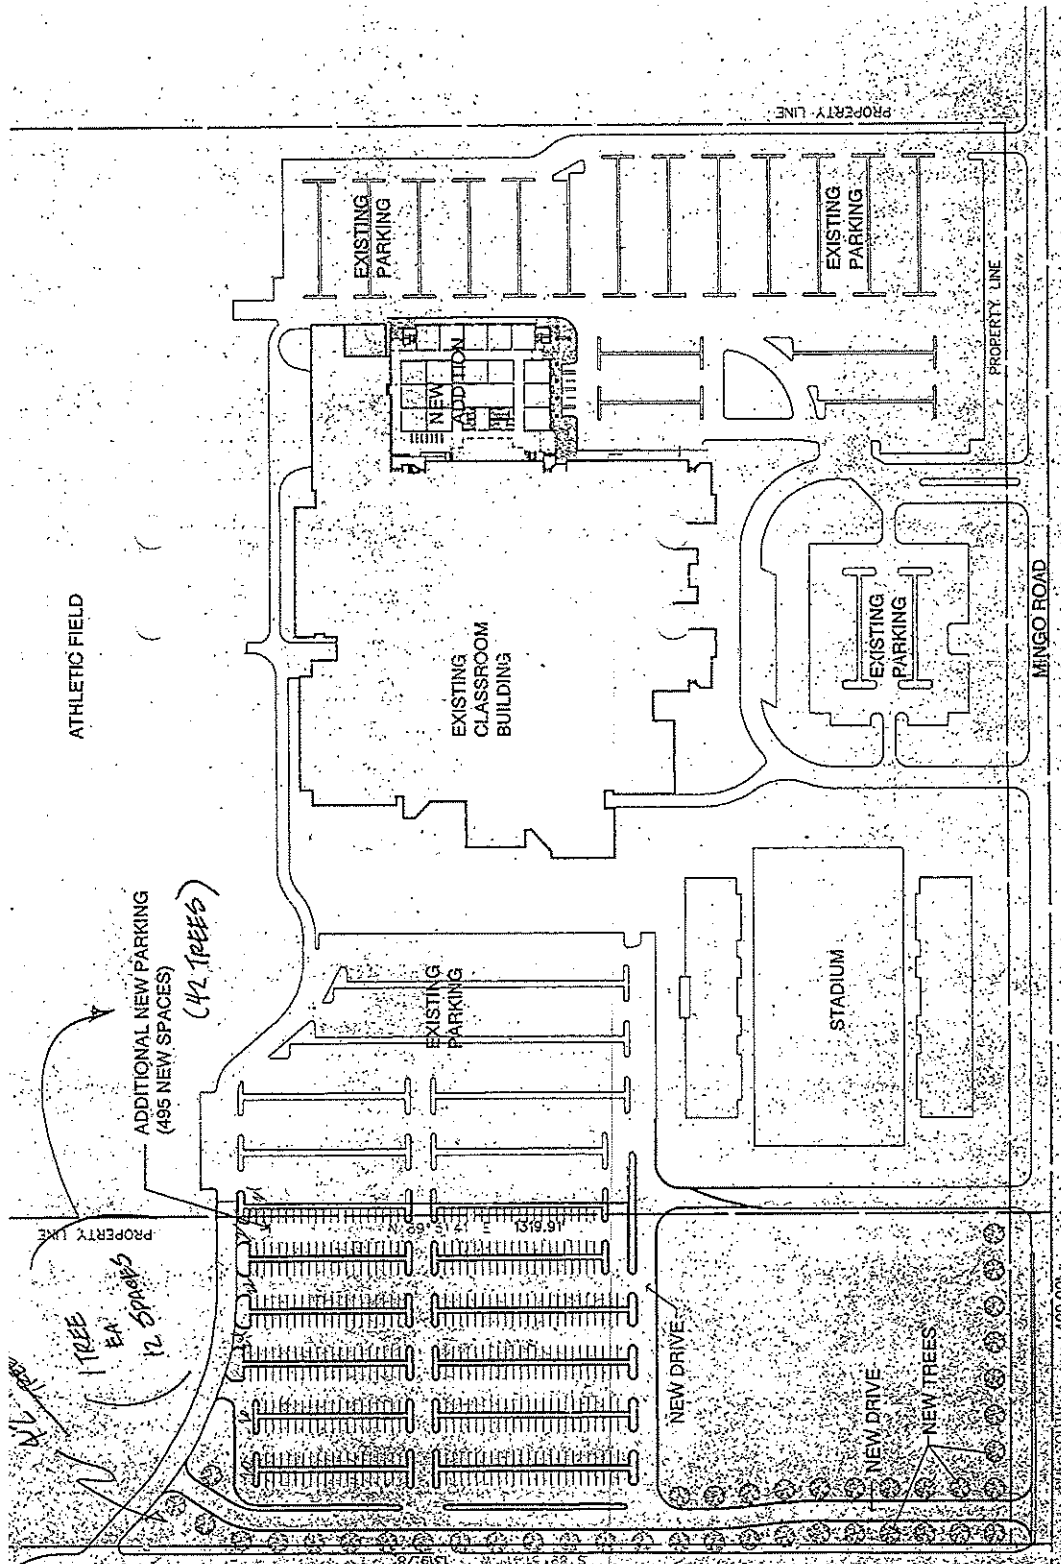 PROPERTY LINE
EXISTING
PARKING
EXISTING
PARKING
NEW
ADDITION
PROPERTY LINE
ATHLETIC FIELD
EXISTING
CLASSROOM
BUILDING
EXISTING
PARKING
MINGO ROAD
ADDITIONAL NEW PARKING
(495 NEW SPACES)
(42 TREES)
EXISTING
PARKING
STADIUM
PROPERTY LINE
1319.91'
1 TREE
EA
12 SPACES
NEW DRIVE
NEW DRIVE
NEW TREES